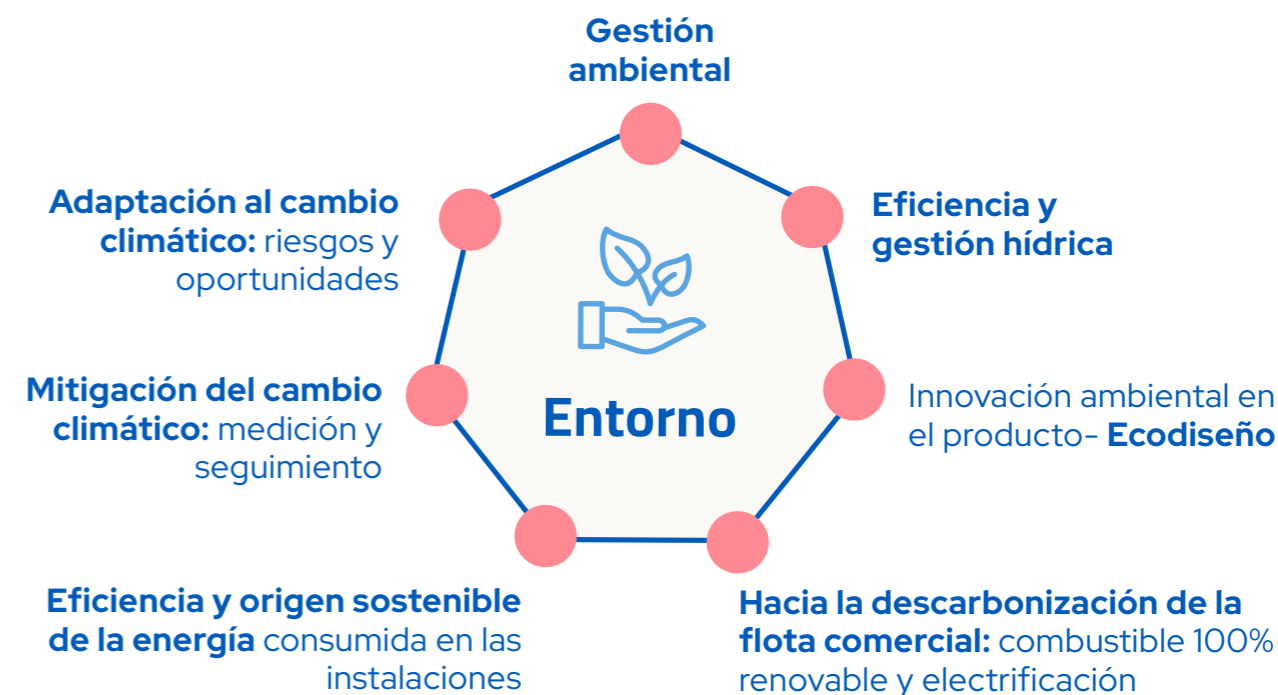 Gestión
ambiental
Adaptación al cambio
climático: riesgos y
oportunidades
Eficiencia y
gestión hídrica
Mitigación del cambio
climático: medición y
seguimiento
Entorno
Innovación ambiental en
el producto- Ecodiseño
Eficiencia y origen sostenible
de la energía consumida en las
instalaciones
Hacia la descarbonización de la
flota comercial: combustible 100%
renovable y electrificación